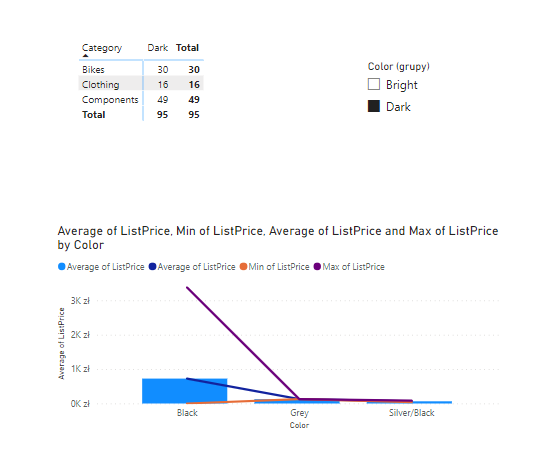 Category Dark Total
Bikes 30 30
Clothing 16 16
Components 49 49
Total 95 95
Color (grupy)
Bright
Dark
Average of ListPrice, Min of ListPrice, Average of ListPrice and Max of ListPrice
by Color
Average of ListPrice Average of ListPrice Min of ListPrice Max of ListPrice
Average of ListPrice
3K zł
2K zł
1K zł
0K zł
Black Grey Silver/Black
Color